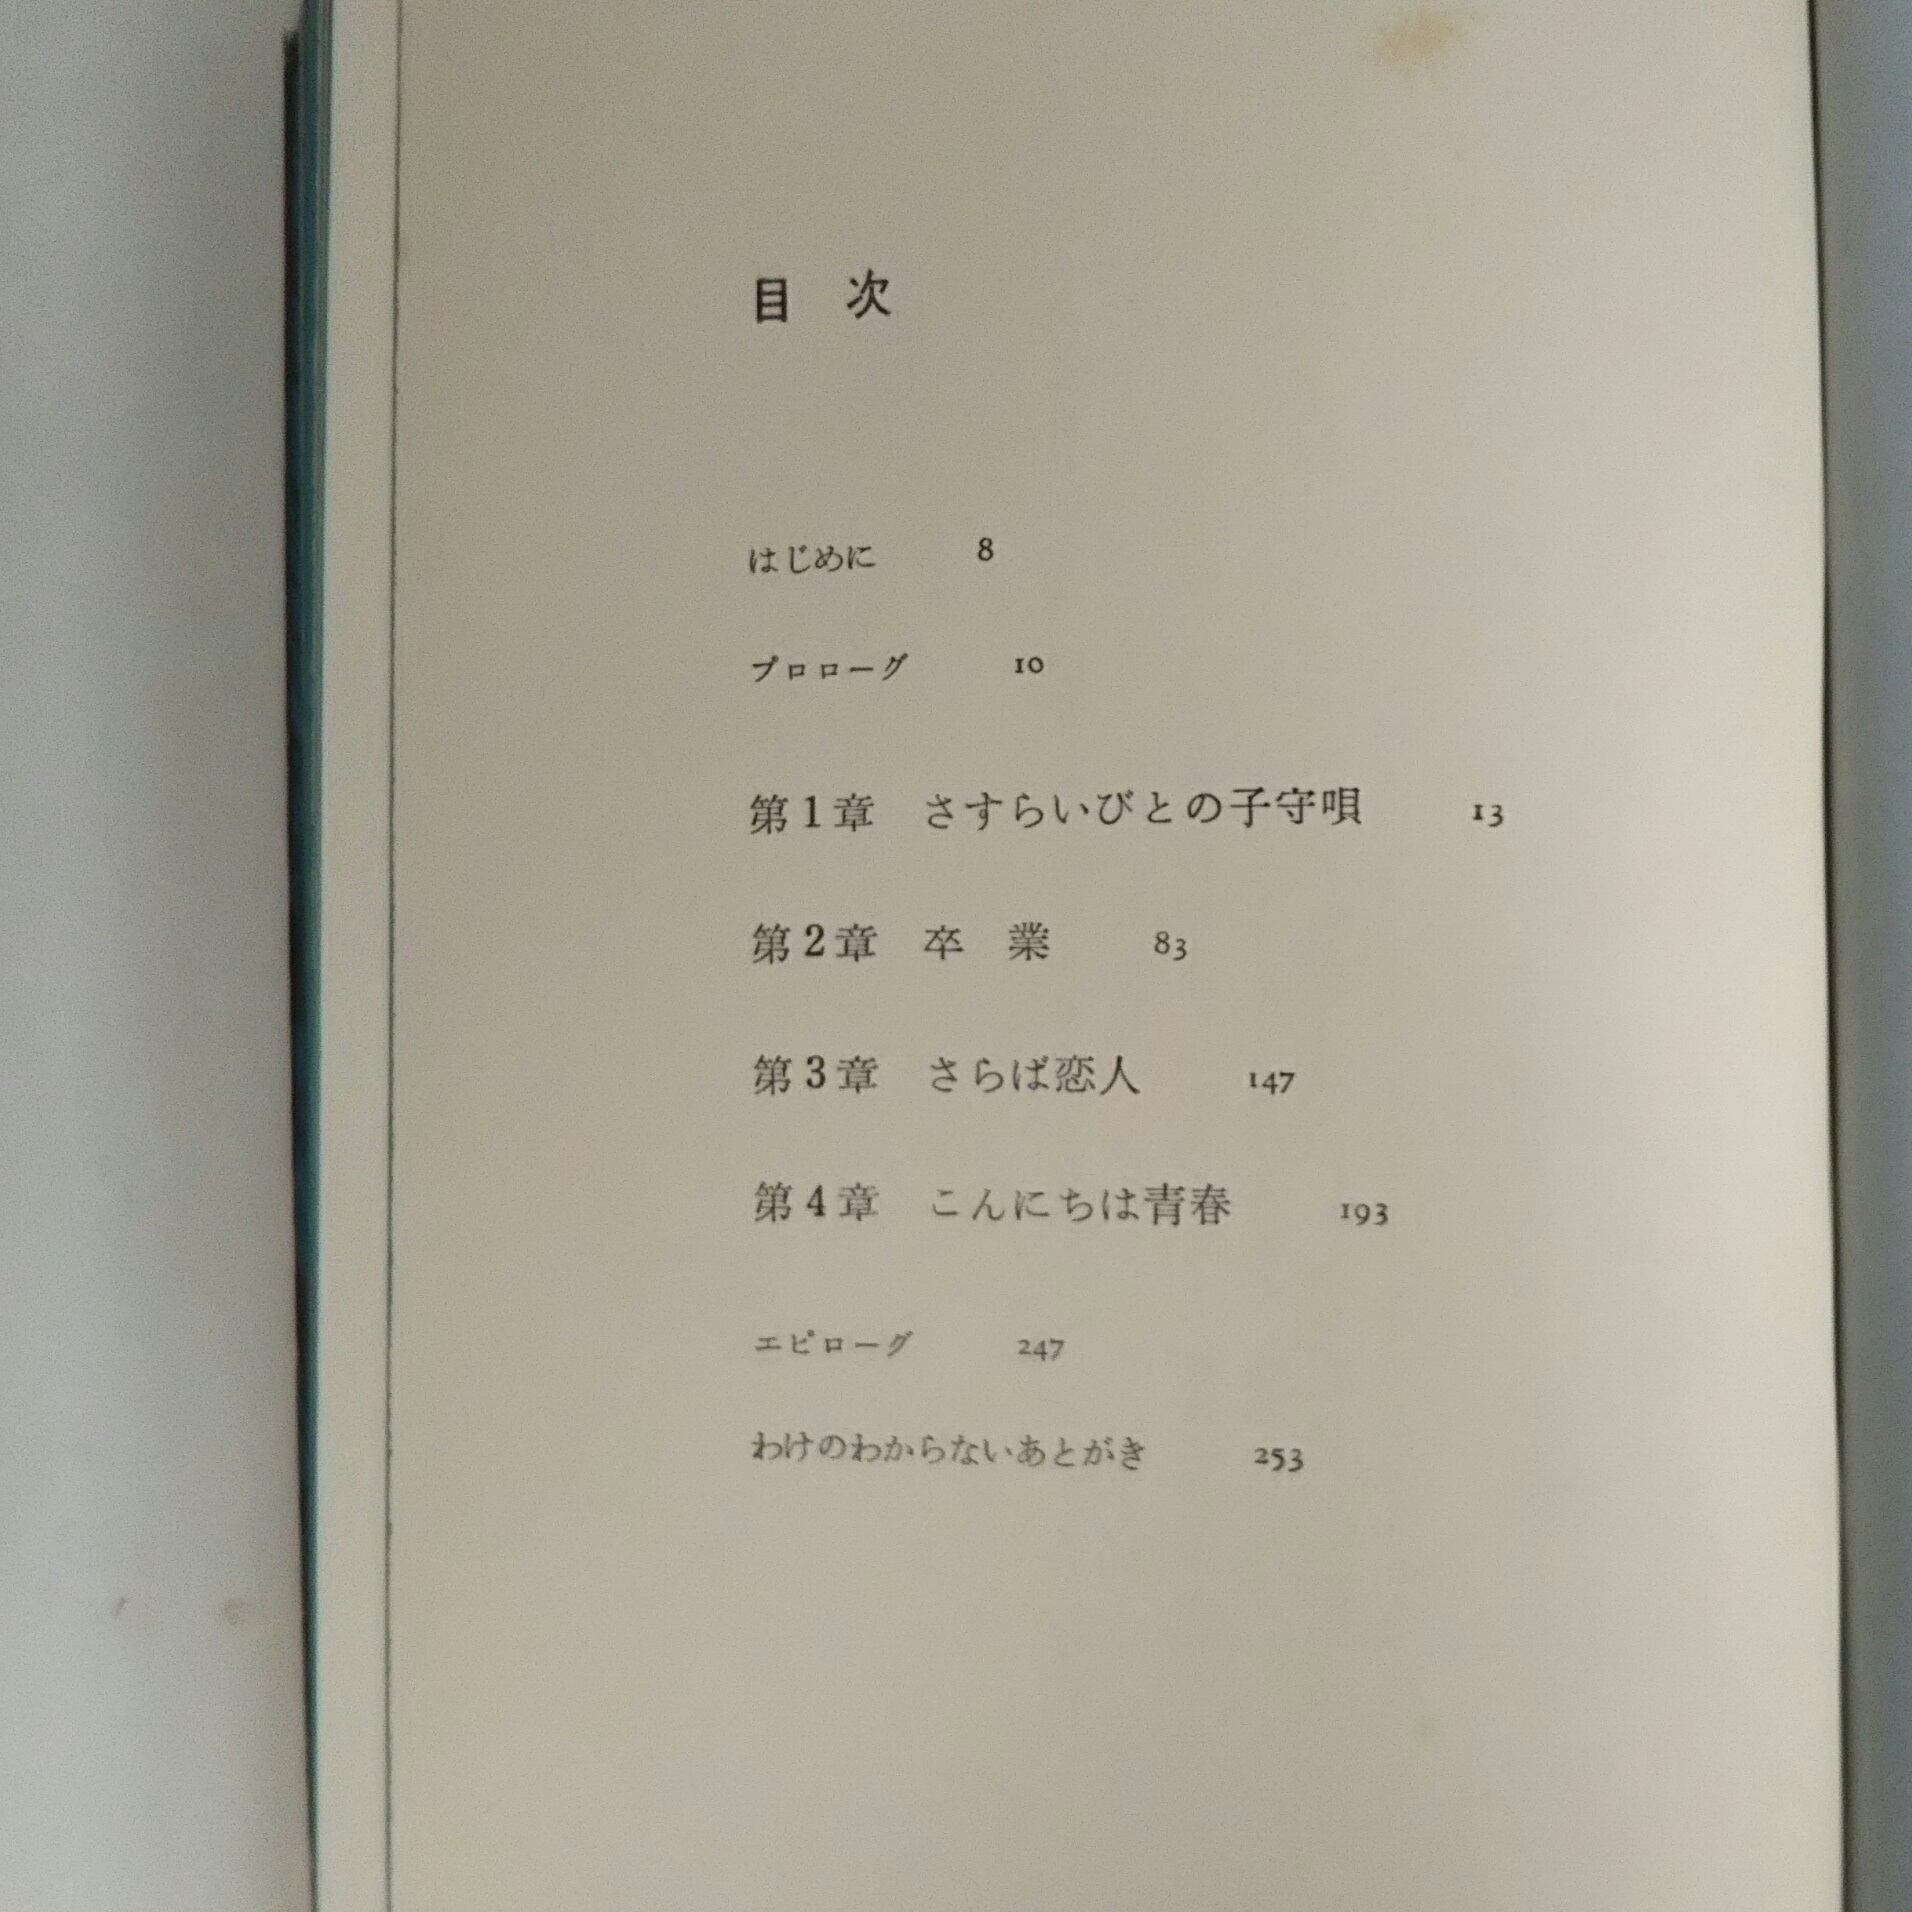 目 次
はじめに 8
プロローグ 10
第1章 さすらいびとの子守唄 13
第2章 卒 業 83
第3章 さらば恋人 147
第4章 こんにちは青春 193
エピローグ 247
わけのわからないあとがき 253